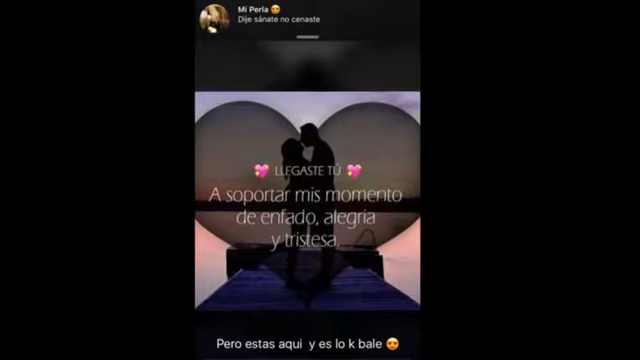 Mi Perla 😍
Dije sánate no cenaste
💖 LLEGASTE TÚ 💖
A soportar mis momento
de enfado, alegria
y tristesa.
Pero estas aqui y es lo k bale 😍